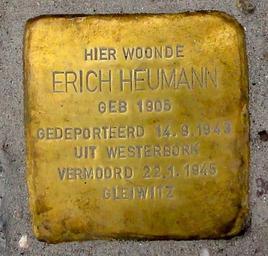 HIER WOONDE
ERICH HEUMANN
GEB 1905
GEDEPORTEERD 14.9.1943
UIT WESTERBORK
VERMOORD 22.1.1945
GLEIWITZ